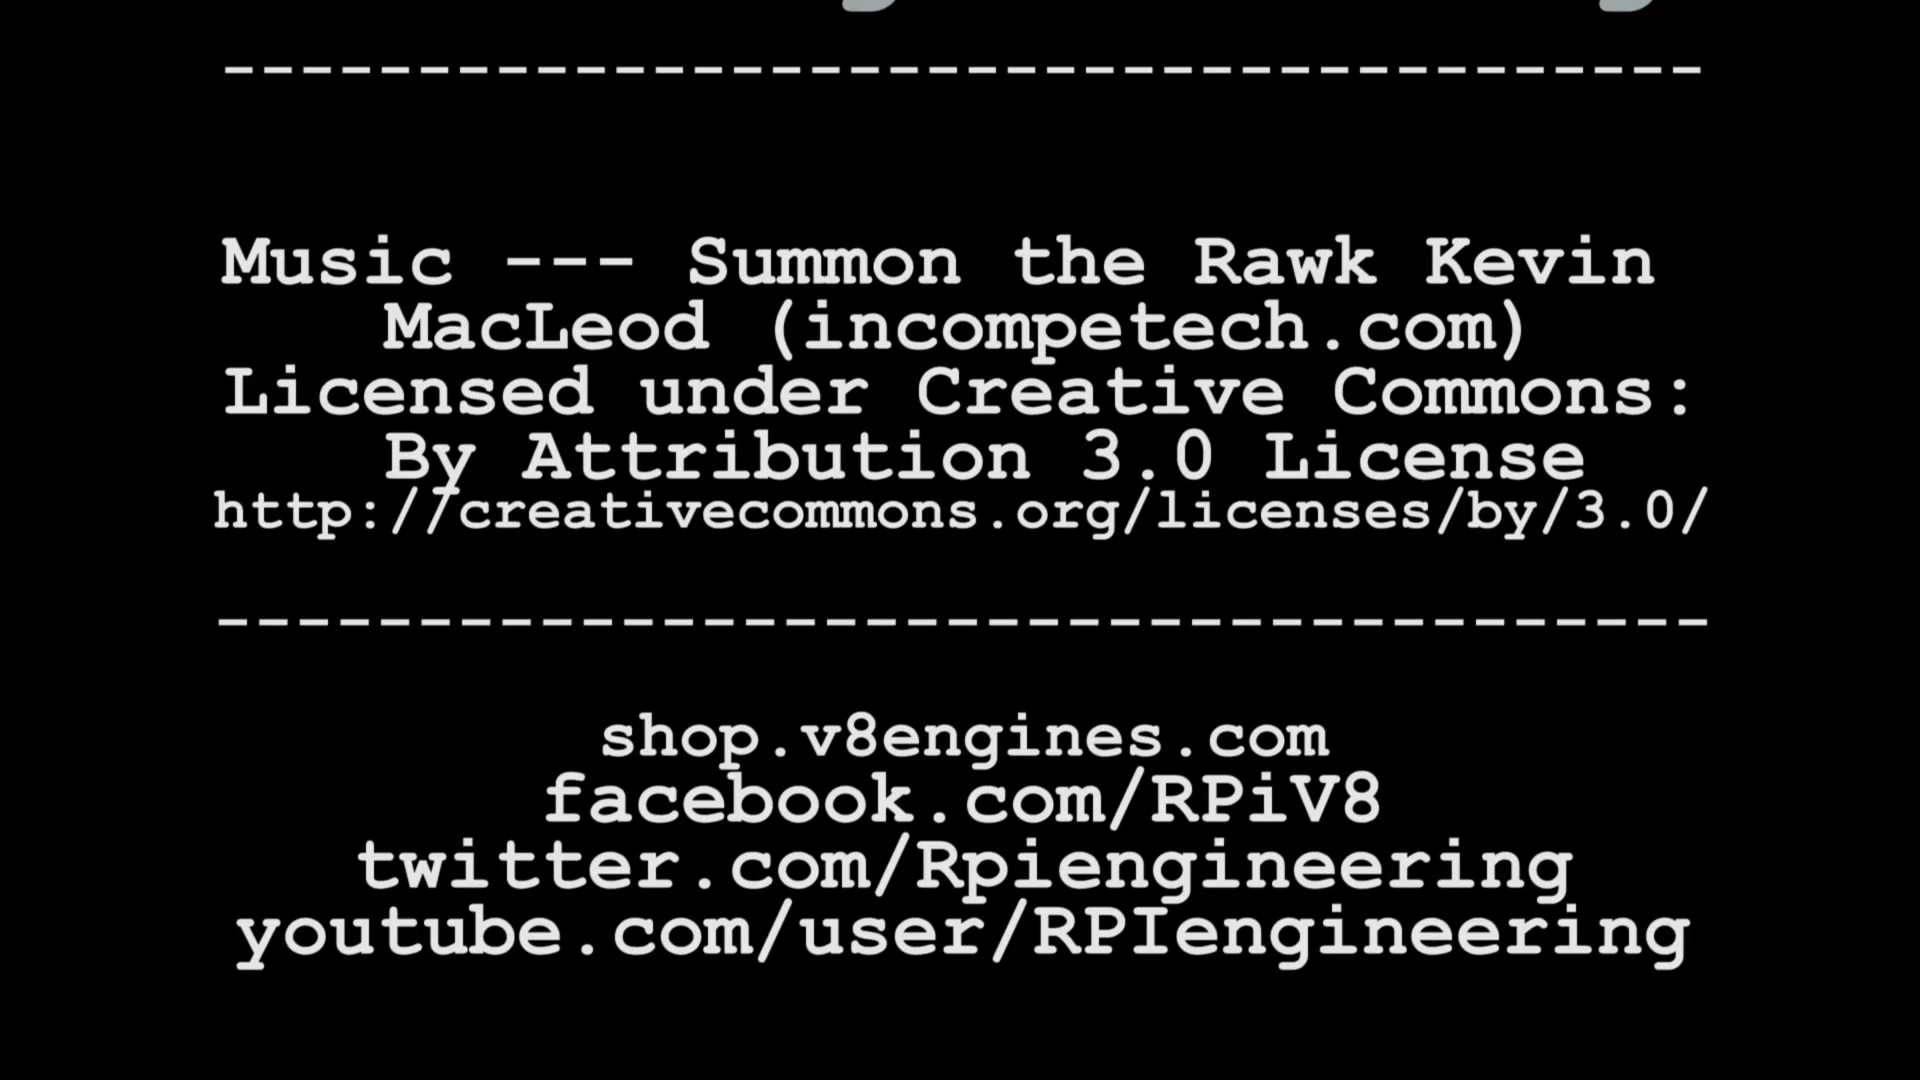 --------------------------------------
Music --- Summon the Rawk Kevin
MacLeod (incompetech.com)
Licensed under Creative Commons:
By Attribution 3.0 License
http://creativecommons.org/licenses/by/3.0/
-------------------------------------
shop.v8engines.com
facebook.com/RPiV8
twitter.com/Rpiengineering
youtube.com/user/RPIengineering